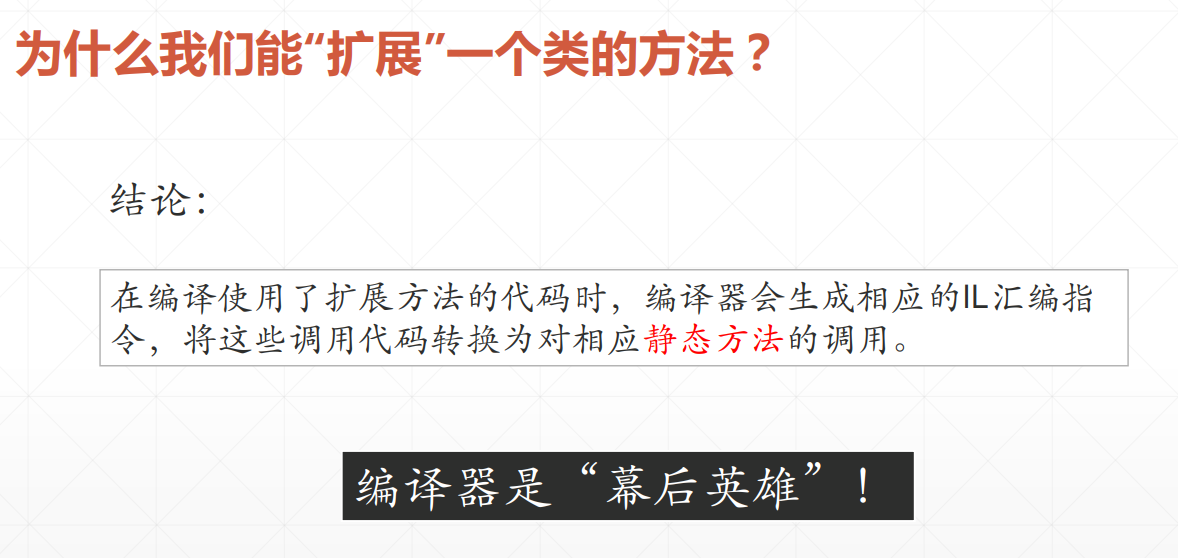 为什么我们能“扩展”一个类的方法？
结论：
在编译使用了扩展方法的代码时，编译器会生成相应的IL汇编指
令，将这些调用代码转换为对相应静态方法的调用。
编译器是“幕后英雄”！